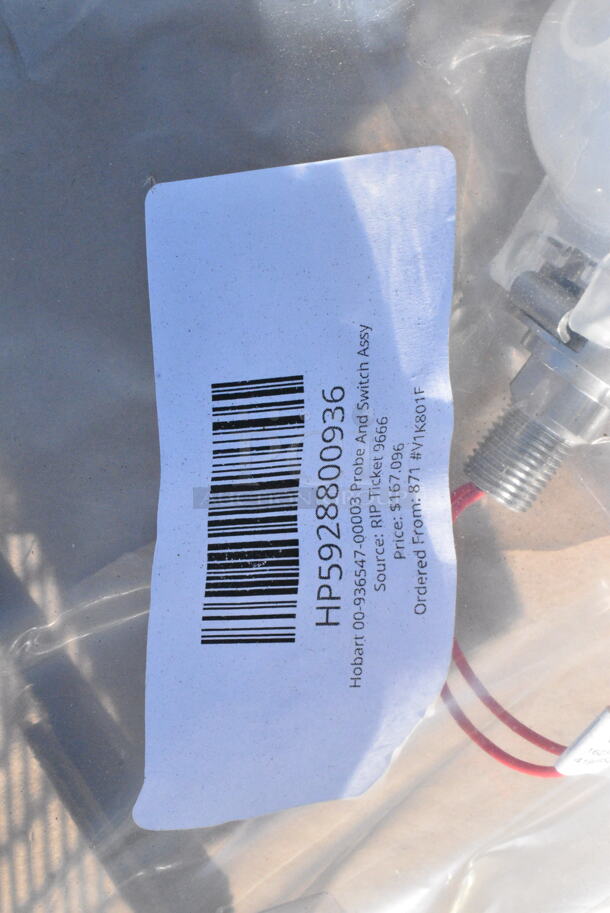 HP5928800936
Hobart 00-936547-00003 Probe And Switch Assy
Source: RIP Ticket 9666
Price: $167.096
Ordered From: 871 #V1K801F